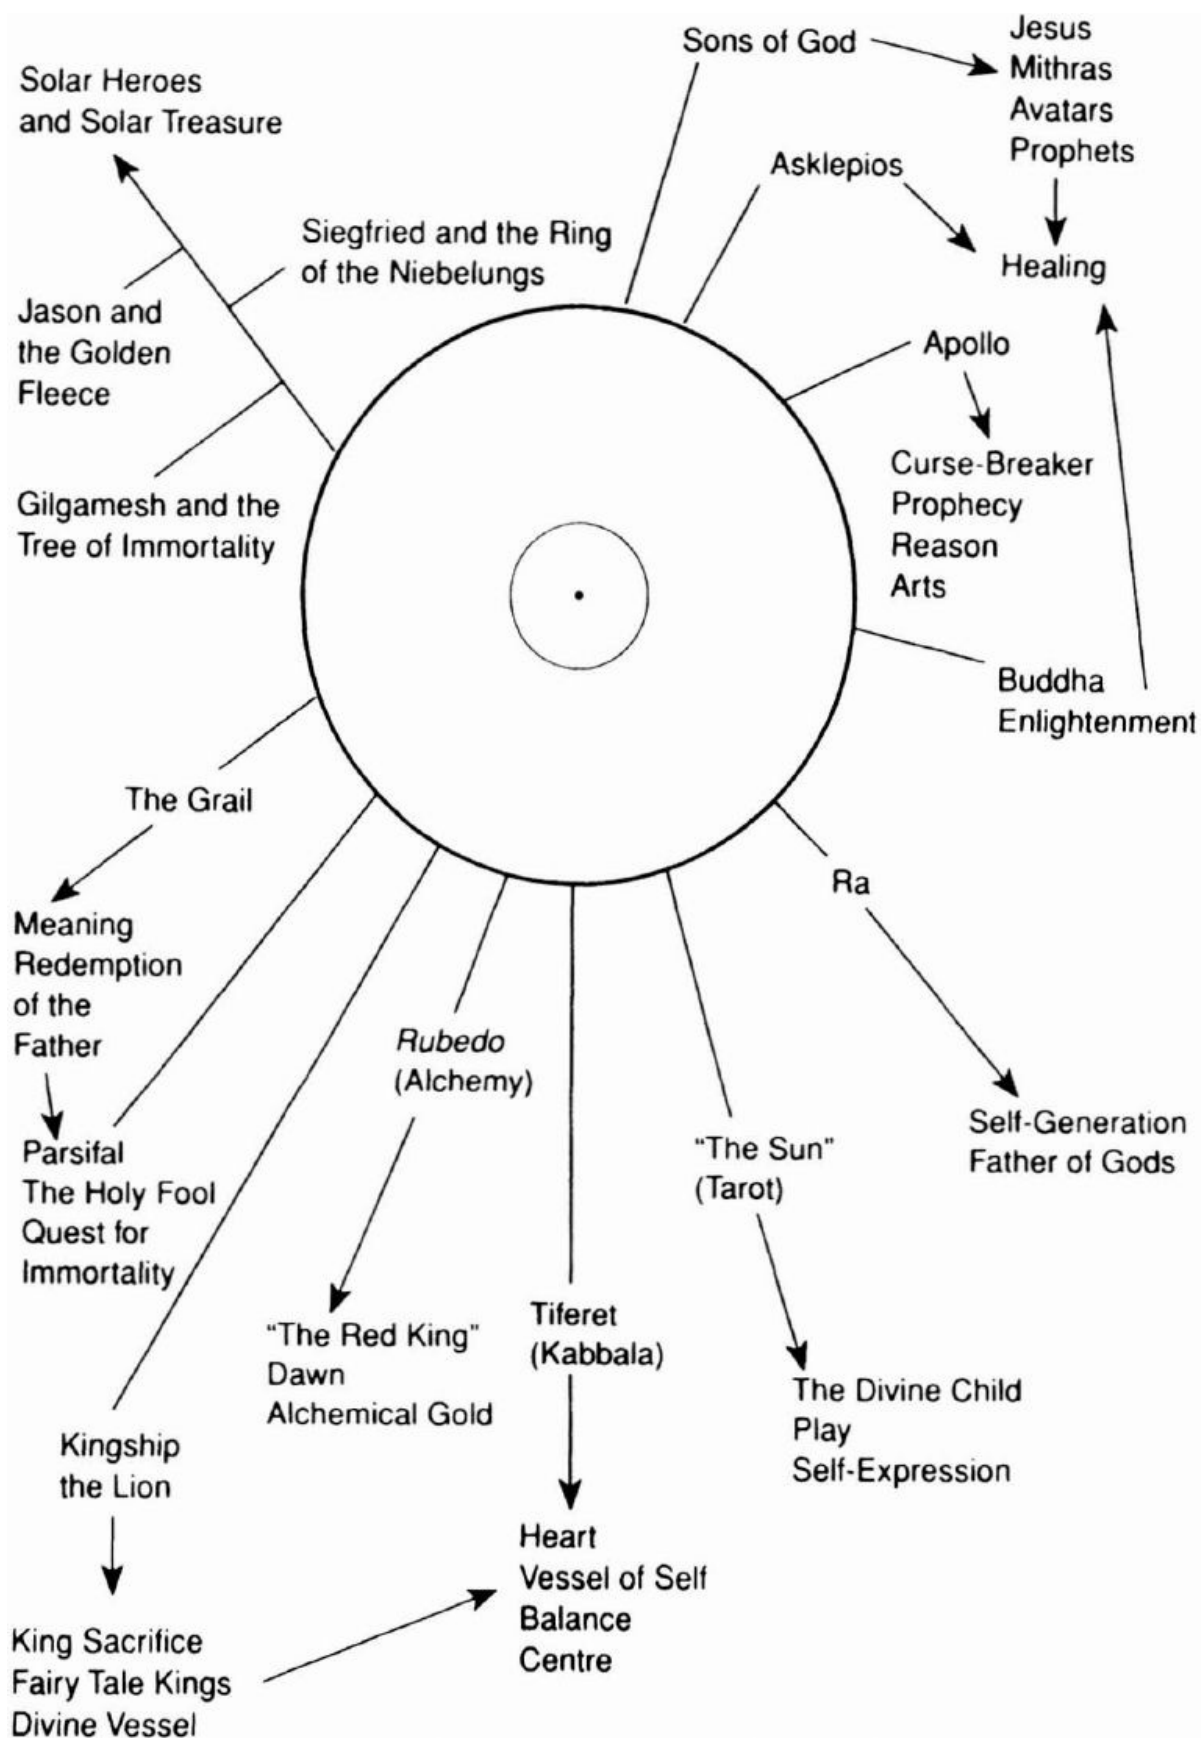 Sons of God
Jesus
Mithras
Avatars
Prophets
Solar Heroes
and Solar Treasure
Asklepios
Siegfried and the Ring
of the Niebelungs
Healing
Jason and
the Golden
Fleece
Apollo
Curse-Breaker
Prophecy
Reason
Arts
Gilgamesh and the
Tree of Immortality
Buddha
Enlightenment
The Grail
Ra
Meaning
Redemption
of the
Father
Rubedo
(Alchemy)
Self-Generation
Father of Gods
Parsifal
The Holy Fool
Quest for
Immortality
“The Sun”
(Tarot)
“The Red King”
Dawn
Alchemical Gold
Tiferet
(Kabbala)
The Divine Child
Play
Self-Expression
Kingship
the Lion
Heart
Vessel of Self
Balance
Centre
King Sacrifice
Fairy Tale Kings
Divine Vessel